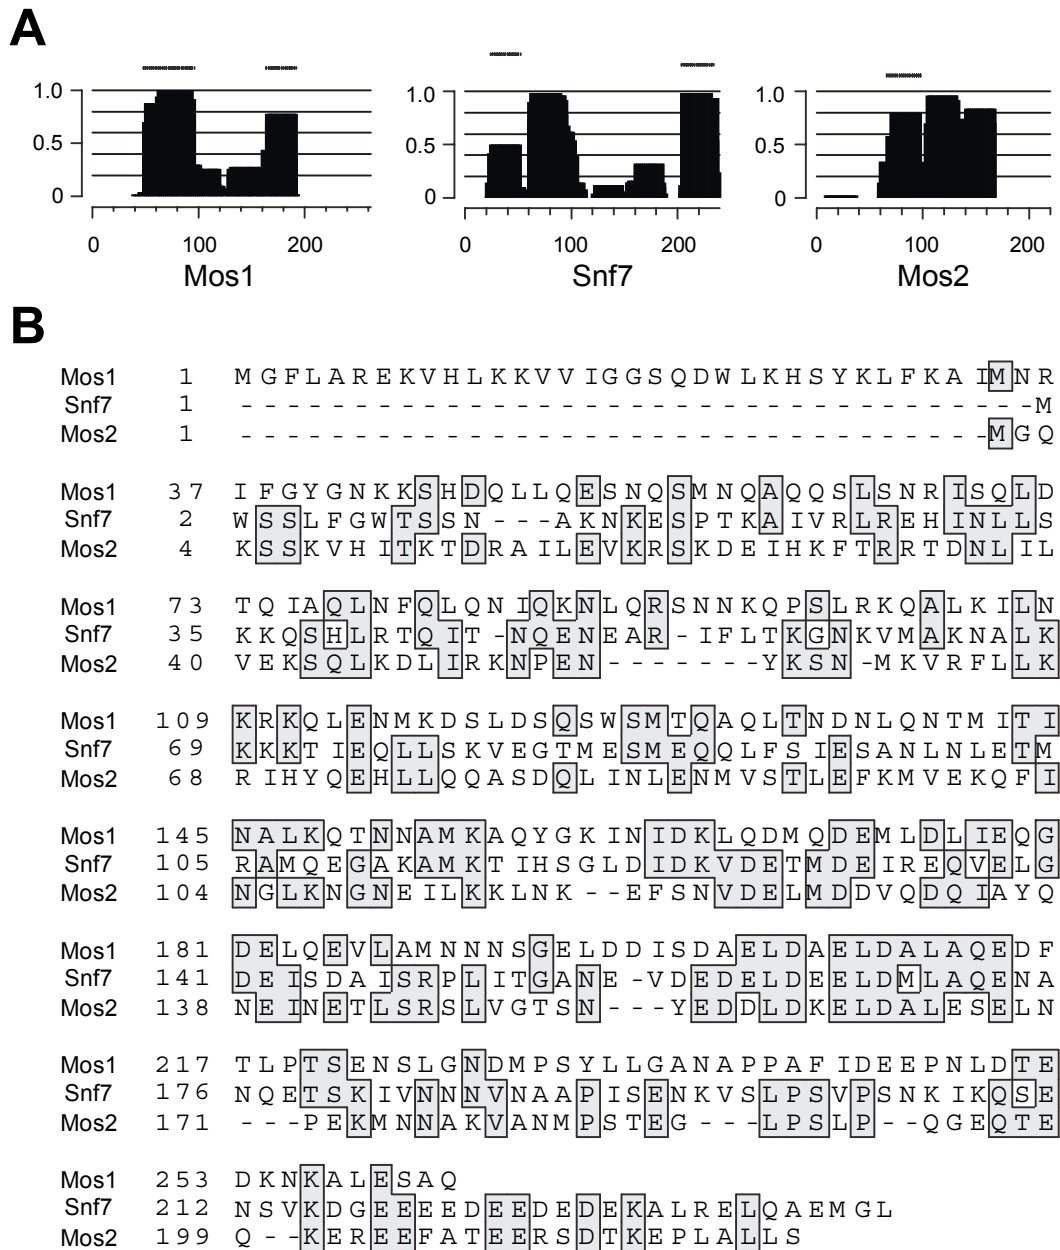 A
1.0 1.0 1.0
0.5 0.5 0.5
0 0 0
0 100 200 0 100 200 0 100 200
Mos1 Snf7 Mos2
B
Mos1 1 MGFLAREKVHLKKVVIGGSQDWLKHSYKLFKAIMNR
Snf7 1 -----------------------------------M
Mos2 1 ---------------------------------MGQ
Mos1 37 IFGYGNKKSHDQLLQESNQSMNQAQQSLSNRISQLD
Snf7 2 WSSLFGWTSSN---AKNKESPTKAIVRLREHINLLS
Mos2 4 KSSKVHITKTDRAILEVKRSKDEIHKFTRRTDNLIL
Mos1 73 TQIAQLNFQLQNIQKNLQRSNNKQPSLRKQALKILN
Snf7 35 KKQSHLRTQIT-NQENEAR-IFLTKGNKVMAKNALK
Mos2 40 VEKSQLKDLIRKNPEN-------YKSN-MKVRFLLK
Mos1 109 KRKQLENMKDSLDSQSWSMTQAQLTNDNLQNTMITI
Snf7 69 KKKTIEQLLSKVEGTMESMEQQLFSIESANLNLETM
Mos2 68 RIHYQEHLLQQASDQLINLENMVSTLEFKMVEKQFI
Mos1 145 NALKQTNNAMKAQYGKINIDKLQDMQDEMLDLIEQG
Snf7 105 RAMQEGAKAMKTIHSGLDIDKVDETMDEIREQVELG
Mos2 104 NGLKNGNEILKKLNK--EFSNVDELMDDVQDQIAYQ
Mos1 181 DELQEVLAMNNNSGELDDISDAELDAELDALAQEDF
Snf7 141 DEISDAISRPLITGANE-VDEDELDEELDMLAQENA
Mos2 138 NEINETLSRSLVGTSN---YEDDLDKELDALESELN
Mos1 217 TLPTSENSLGNDMPSYLLGANAPPAFIDEEPNLDTE
Snf7 176 NQETSKIVNNNVNAAPISENKVSLPSVPSNKIKQSE
Mos2 171 ---PEKMNNAKVANMPSTEG---LPSLP--QGEQTE
Mos1 253 DKNKALESAQ
Snf7 212 NSVKDGEEEEDEEDEDEKALRELQAEMGL
Mos2 199 Q--KEREEFATEERSDTKEPLALLS